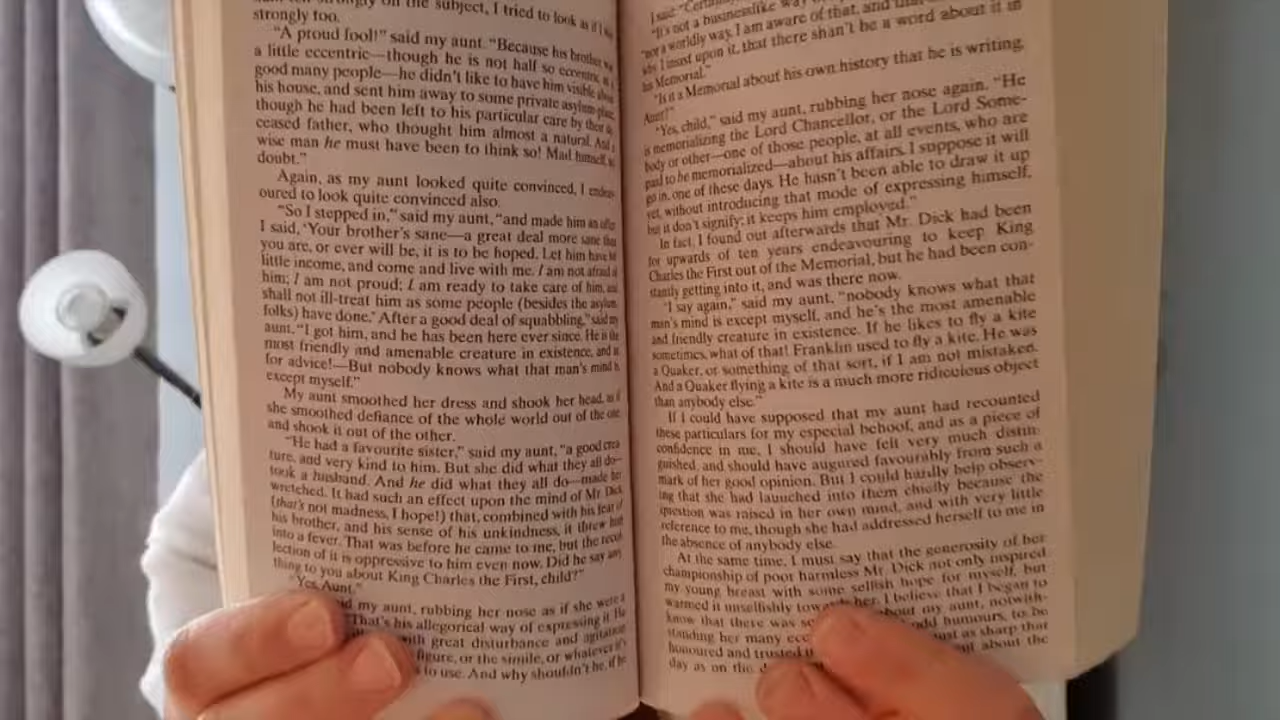 on the subject, I tried to look as if I
strongly too.
“A proud fool!” said my aunt. “Because his brother
a little eccentric—though he is not half so eccentric as a
good many people—he didn't like to have him visible about
his house, and sent him away to some private asylum-place,
though he had been left to his particular care by their
ceased father, who thought him almost a natural. And a
wise man he must have been to think so! Mad himself, no
doubt.”
Again, as my aunt looked quite convinced, I endeav-
oured to look quite convinced also.
“So I stepped in,” said my aunt, “and made him an offer.
I said, ‘Your brother's sane—a great deal more sane than
you are, or ever will be, it is to be hoped. Let him have his
little income, and come and live with me. I am not afraid of
him; I am not proud; I am ready to take care of him, and
shall not ill-treat him as some people (besides the asylum-
folks) have done.’ After a good deal of squabbling,” said my
aunt, “I got him, and he has been here ever since. He is the
most friendly and amenable creature in existence, and as
for advice!—But nobody knows what that man's mind is,
except myself.”
My aunt smoothed her dress and shook her head, as if
she smoothed defiance of the whole world out of the one
and shook it out of the other.
“He had a favourite sister,” said my aunt, “a good crea-
ture, and very kind to him. But she did what they all do—
took a husband. And he did what they all do—made her
wretched. It had such an effect upon the mind of Mr. Dick
(that's not madness, I hope!) that, combined with his fear of
his brother, and his sense of his unkindness, it threw him
into a fever. That was before he came to me, but the recol-
lection of it is oppressive to him even now. Did he say any-
thing to you about King Charles the First, child?”
“Yes, Aunt.”
said my aunt, rubbing her nose as if she were a
“That's his allegorical way of expressing it. He
with great disturbance and agitation,
figure, or the simile, or whatever it's
to use. And why shouldn't he, if he
I said: “Certainly
“It's not a businesslike way of
“nor a worldly way. I am aware of that, and that's
why I insist upon it, that there shan't be a word about it in
his Memorial.”
“Is it a Memorial about his own history that he is writing,
Aunt?”
“Yes, child,” said my aunt, rubbing her nose again. “He
is memorializing the Lord Chancellor, or the Lord Some-
body or other—one of those people, at all events, who are
paid to be memorialized—about his affairs. I suppose it will
go in, one of these days. He hasn't been able to draw it up
yet, without introducing that mode of expressing himself,
but it don't signify; it keeps him employed.”
In fact, I found out afterwards that Mr. Dick had been
for upwards of ten years endeavouring to keep King
Charles the First out of the Memorial, but he had been con-
stantly getting into it, and was there now.
“I say again,” said my aunt, “nobody knows what that
man's mind is except myself, and he's the most amenable
and friendly creature in existence. If he likes to fly a kite
sometimes, what of that! Franklin used to fly a kite. He was
a Quaker, or something of that sort, if I am not mistaken.
And a Quaker flying a kite is a much more ridiculous object
than anybody else.”
If I could have supposed that my aunt had recounted
these particulars for my especial behoof, and as a piece of
confidence in me, I should have felt very much distin-
guished, and should have augured favourably from such a
mark of her good opinion. But I could hardly help observ-
ing that she had launched into them chiefly because the
question was raised in her own mind, and with very little
reference to me, though she had addressed herself to me in
the absence of anybody else.
At the same time, I must say that the generosity of her
championship of poor harmless Mr. Dick not only inspired
my young breast with some selfish hope for myself, but
warmed it unselfishly towards her. I believe that I began to
know that there was so about my aunt, notwith-
standing her many ecc odd humours, to be
honoured and trusted just as sharp that
day as on the about the